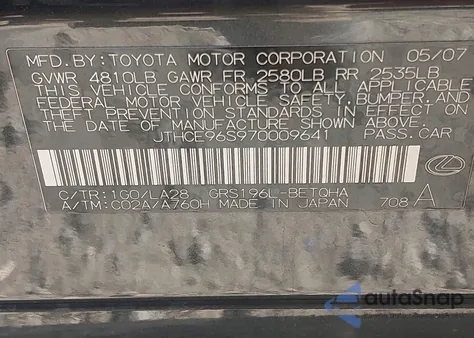 MFD.BY: TOYOTA MOTOR CORPORATION 05/07
GVWR 4810LB GAWR FR 2580LB RR 2535LB
THIS VEHICLE CONFORMS TO ALL APPLICABLE
FEDERAL MOTOR VEHICLE SAFETY, BUMPER, AND
THEFT PREVENTION STANDARDS IN EFFECT ON
THE DATE OF MANUFACTURE SHOWN ABOVE.
JTHCE96S970009641 PASS.CAR
C/TR:1G0/LA28 GRS196L-BETQHA
A/TM:C02A/A760H MADE IN JAPAN 708 A
autoSnap